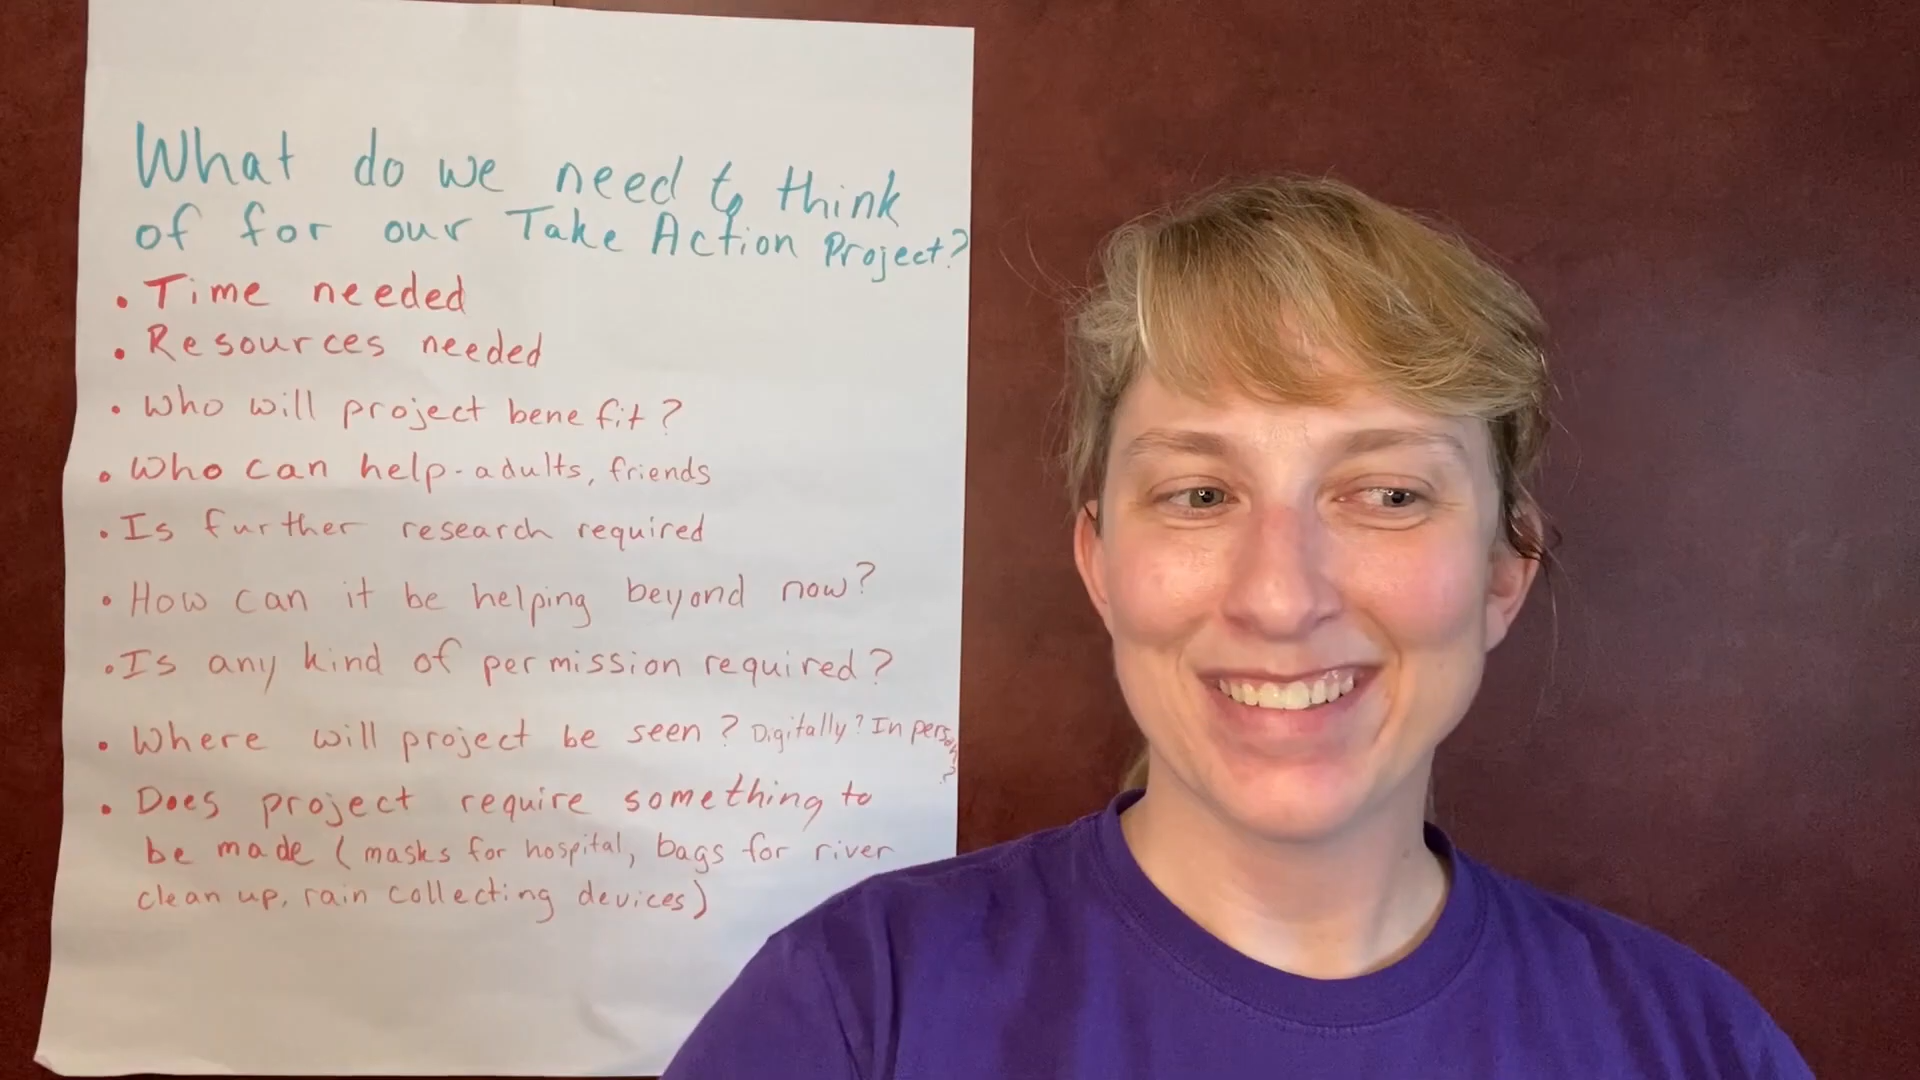 What do we need to think
of for our Take Action Project?
• Time needed
• Resources needed
• Who will project benefit?
• Who can help-adults, friends
• Is further research required
• How can it be helping beyond now?
• Is any kind of permission required?
• Where will project be seen? Digitally? In person?
• Does project require something to
be made (masks for hospital, bags for river
clean up, rain collecting devices)